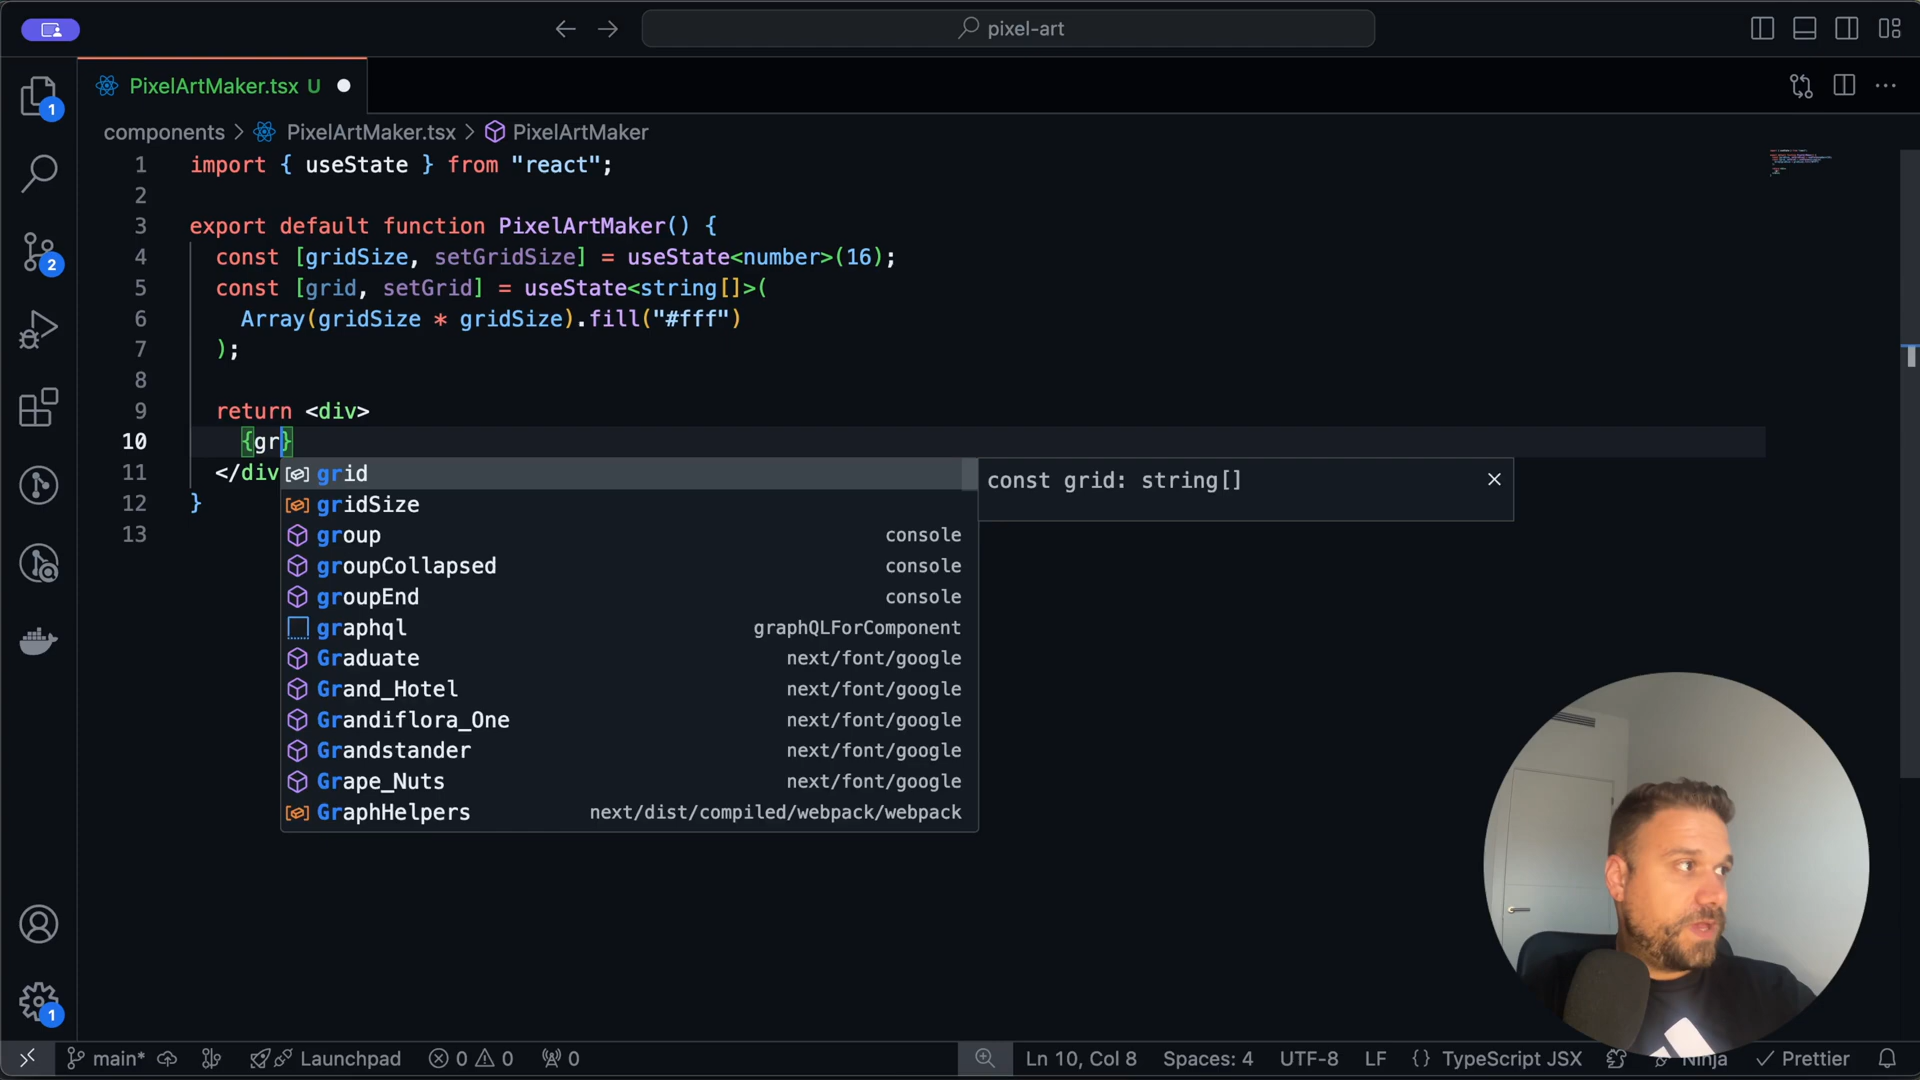 pixel-art
PixelArtMaker.tsx U
components > PixelArtMaker.tsx > PixelArtMaker
1 import { useState } from "react";
2
3 export default function PixelArtMaker() {
4 const [gridSize, setGridSize] = useState<number>(16);
5 const [grid, setGrid] = useState<string[]>(
6 Array(gridSize * gridSize).fill("#fff")
7 );
8
9 return <div>
10 {gr}
11 </div
12 }
13
grid
const grid: string[]
gridSize
group console
groupCollapsed console
groupEnd console
graphql graphQLForComponent
Graduate next/font/google
Grand_Hotel next/font/google
Grandiflora_One next/font/google
Grandstander next/font/google
Grape_Nuts next/font/google
GraphHelpers next/dist/compiled/webpack/webpack
1
2
1
main* Launchpad 0 0 0 Ln 10, Col 8 Spaces: 4 UTF-8 LF {} TypeScript JSX Ninja Prettier